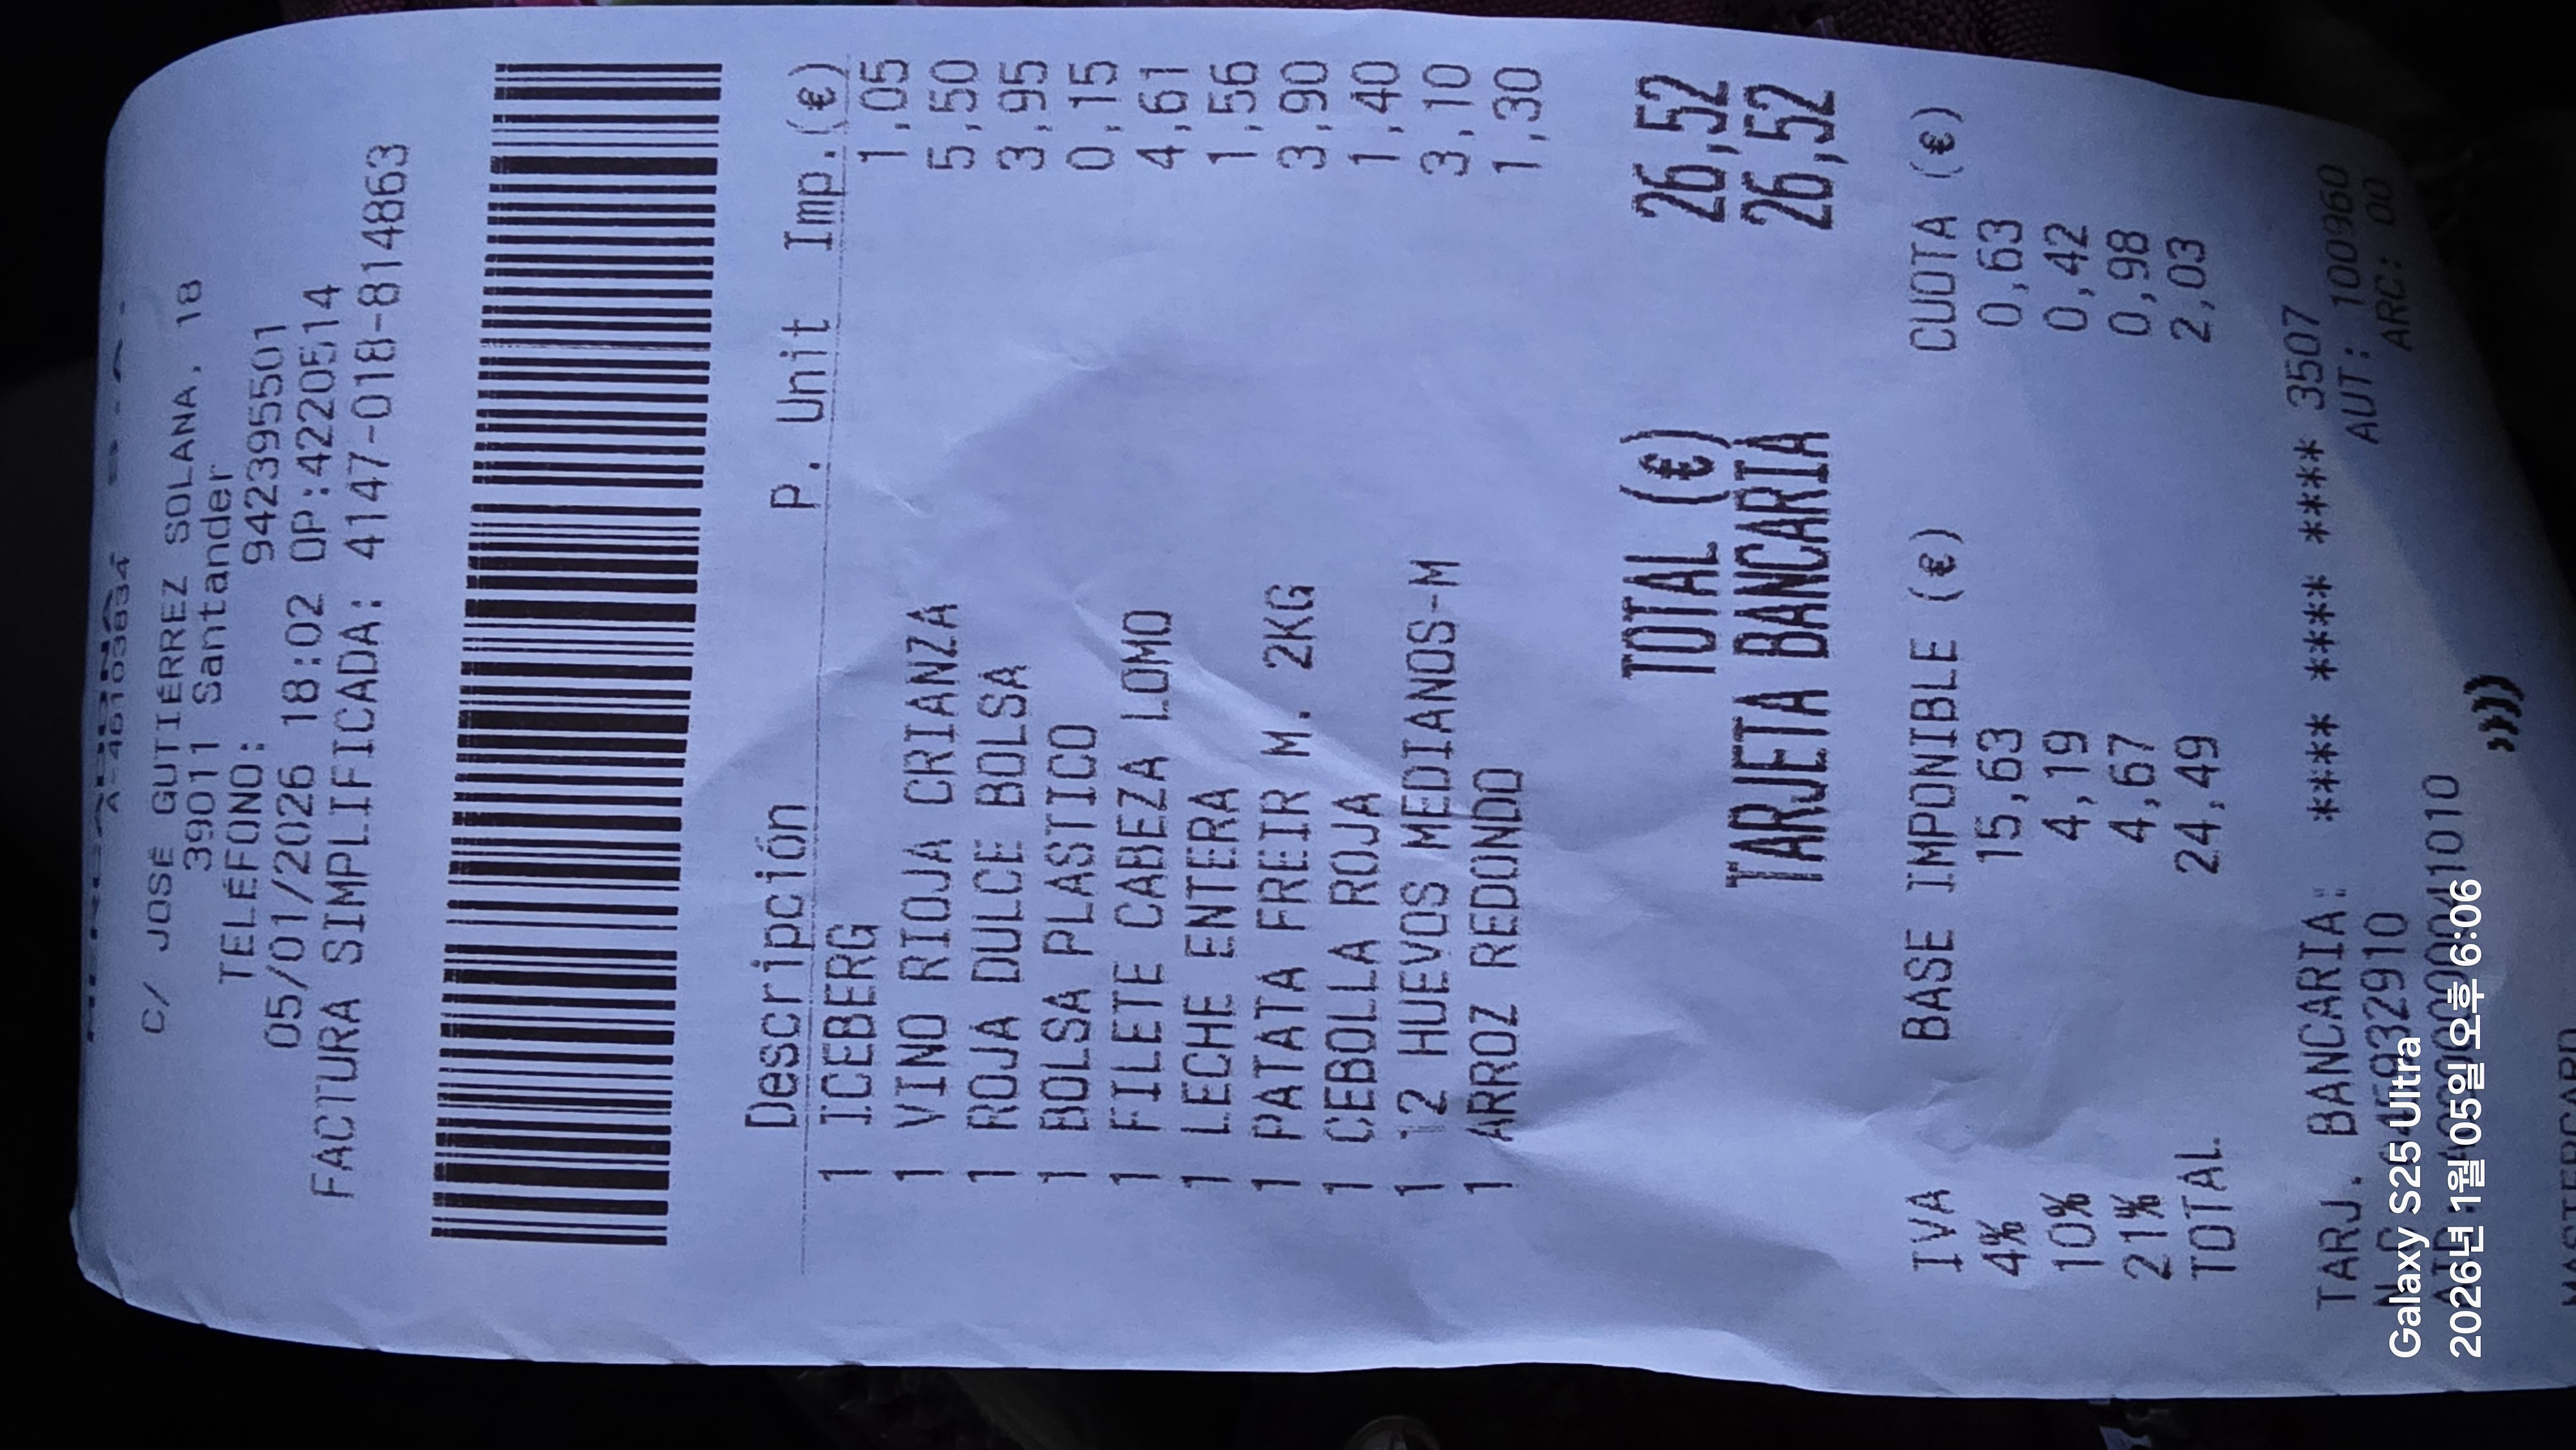 MERCADONA, S.A.
A-46103834
C/ JOSÉ GUTIÉRREZ SOLANA, 18
39011 Santander
TELÉFONO: 942395501
05/01/2026 18:02 OP:4220514
FACTURA SIMPLIFICADA: 4147-018-814863
Descripción P. Unit Imp.(€)
1 ICEBERG 1,05
1 VINO RIOJA CRIANZA 5,50
1 ROJA DULCE BOLSA 3,95
1 BOLSA PLASTICO 0,15
1 FILETE CABEZA LOMO 4,61
1 LECHE ENTERA 1,56
1 PATATA FREIR M. 2KG 3,90
1 CEBOLLA ROJA 1,40
1 12 HUEVOS MEDIANOS-M 3,10
1 ARROZ REDONDO 1,30
TOTAL (€) 26,52
TARJETA BANCARIA 26,52
IVA BASE IMPONIBLE (€) CUOTA (€)
4% 15,63 0,63
10% 4,19 0,42
21% 4,67 0,98
TOTAL 24,49 2,03
TARJ. BANCARIA: **** **** **** 3507
AUT: 100960
ARC: 00
MASTERCARD
Galaxy S25 Ultra
2026년 1월 05일 오후 6:06